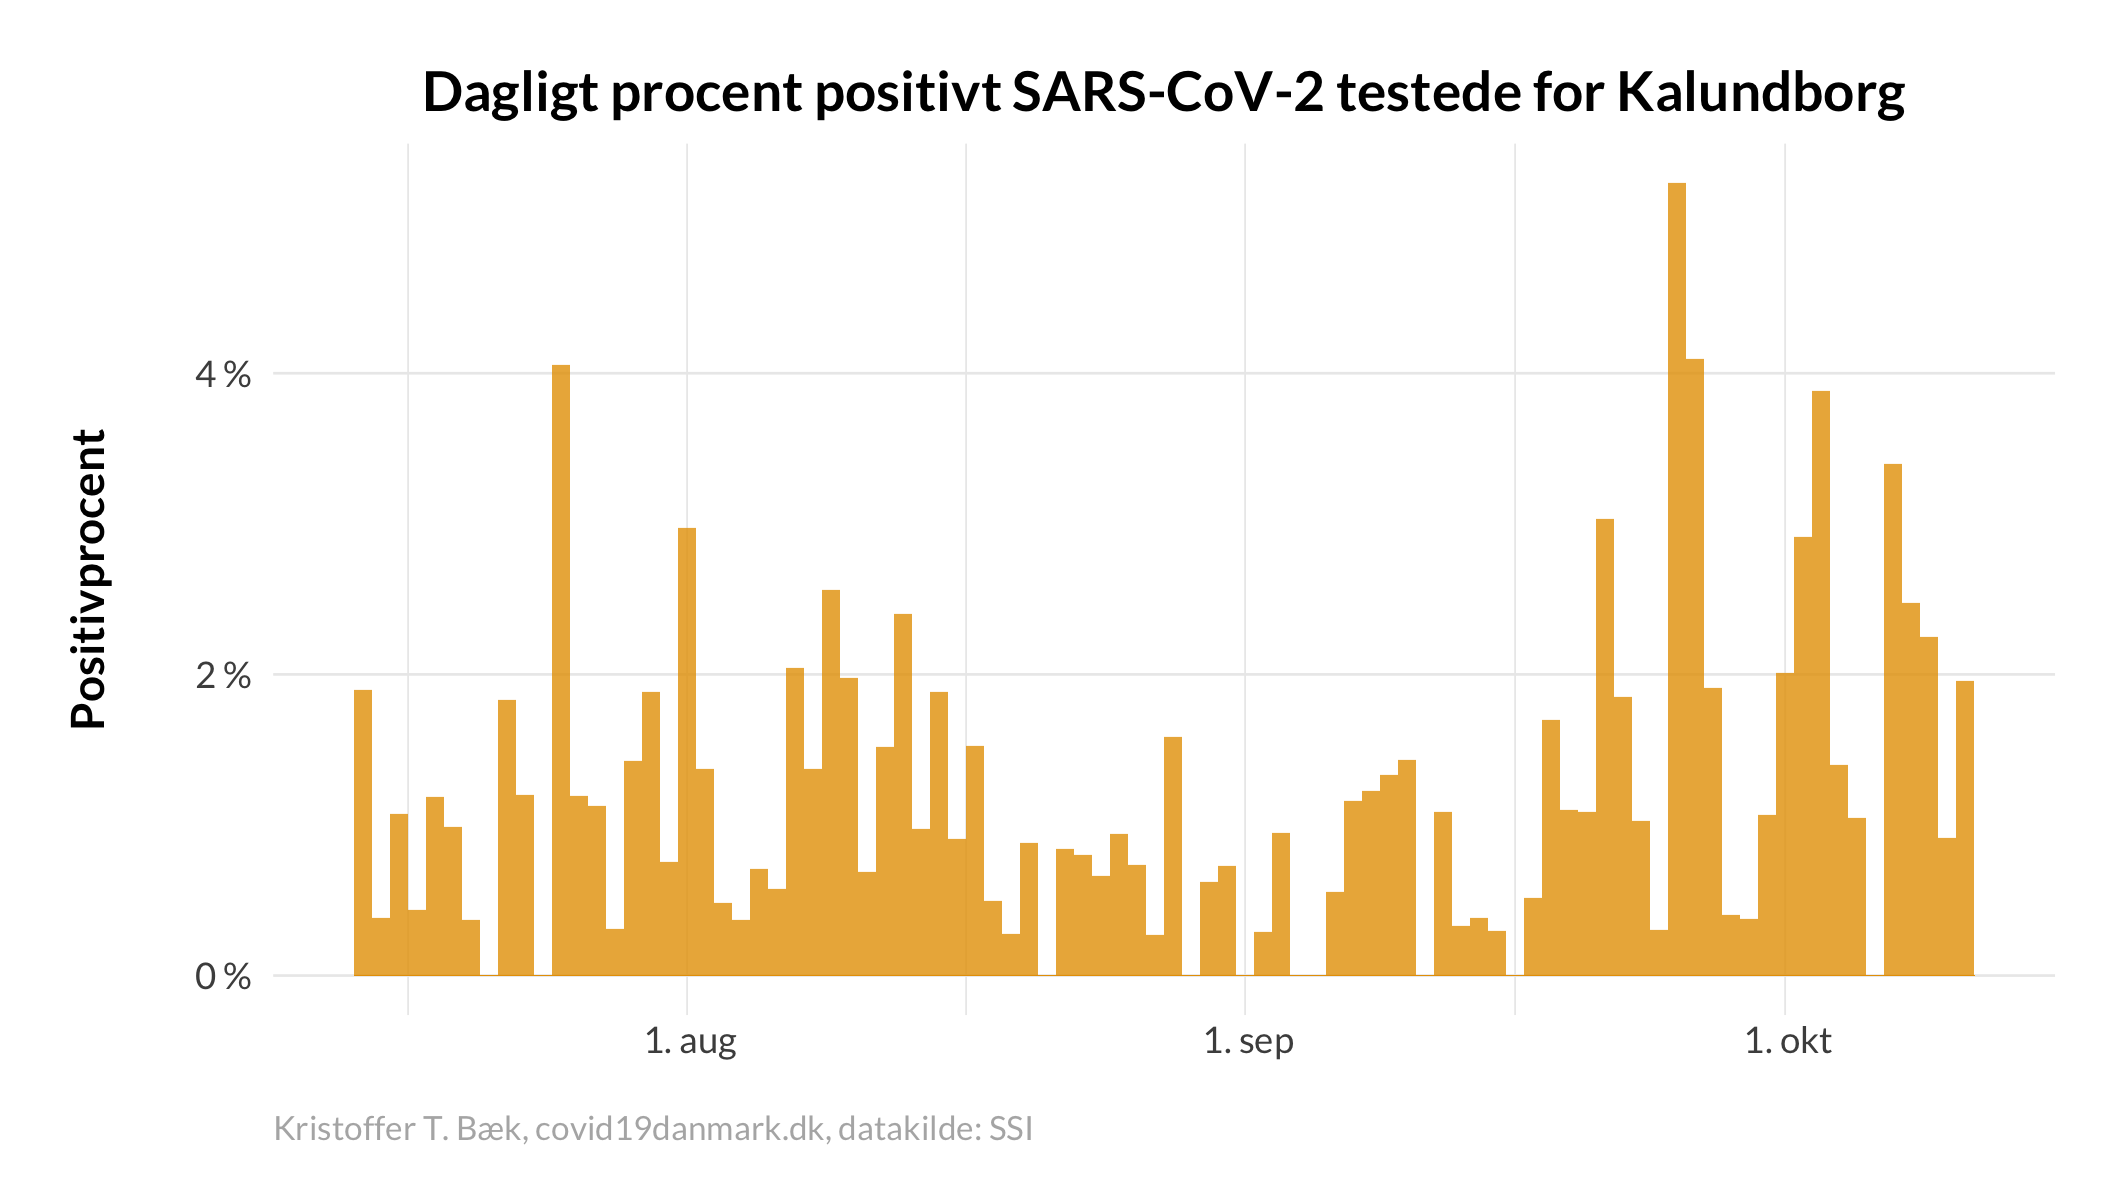 Dagligt procent positivt SARS-CoV-2 testede for Kalundborg
Positivprocent
4 %
2 %
0 %
1. aug
1. sep
1. okt
Kristoffer T. Bæk, covid19danmark.dk, datakilde: SSI